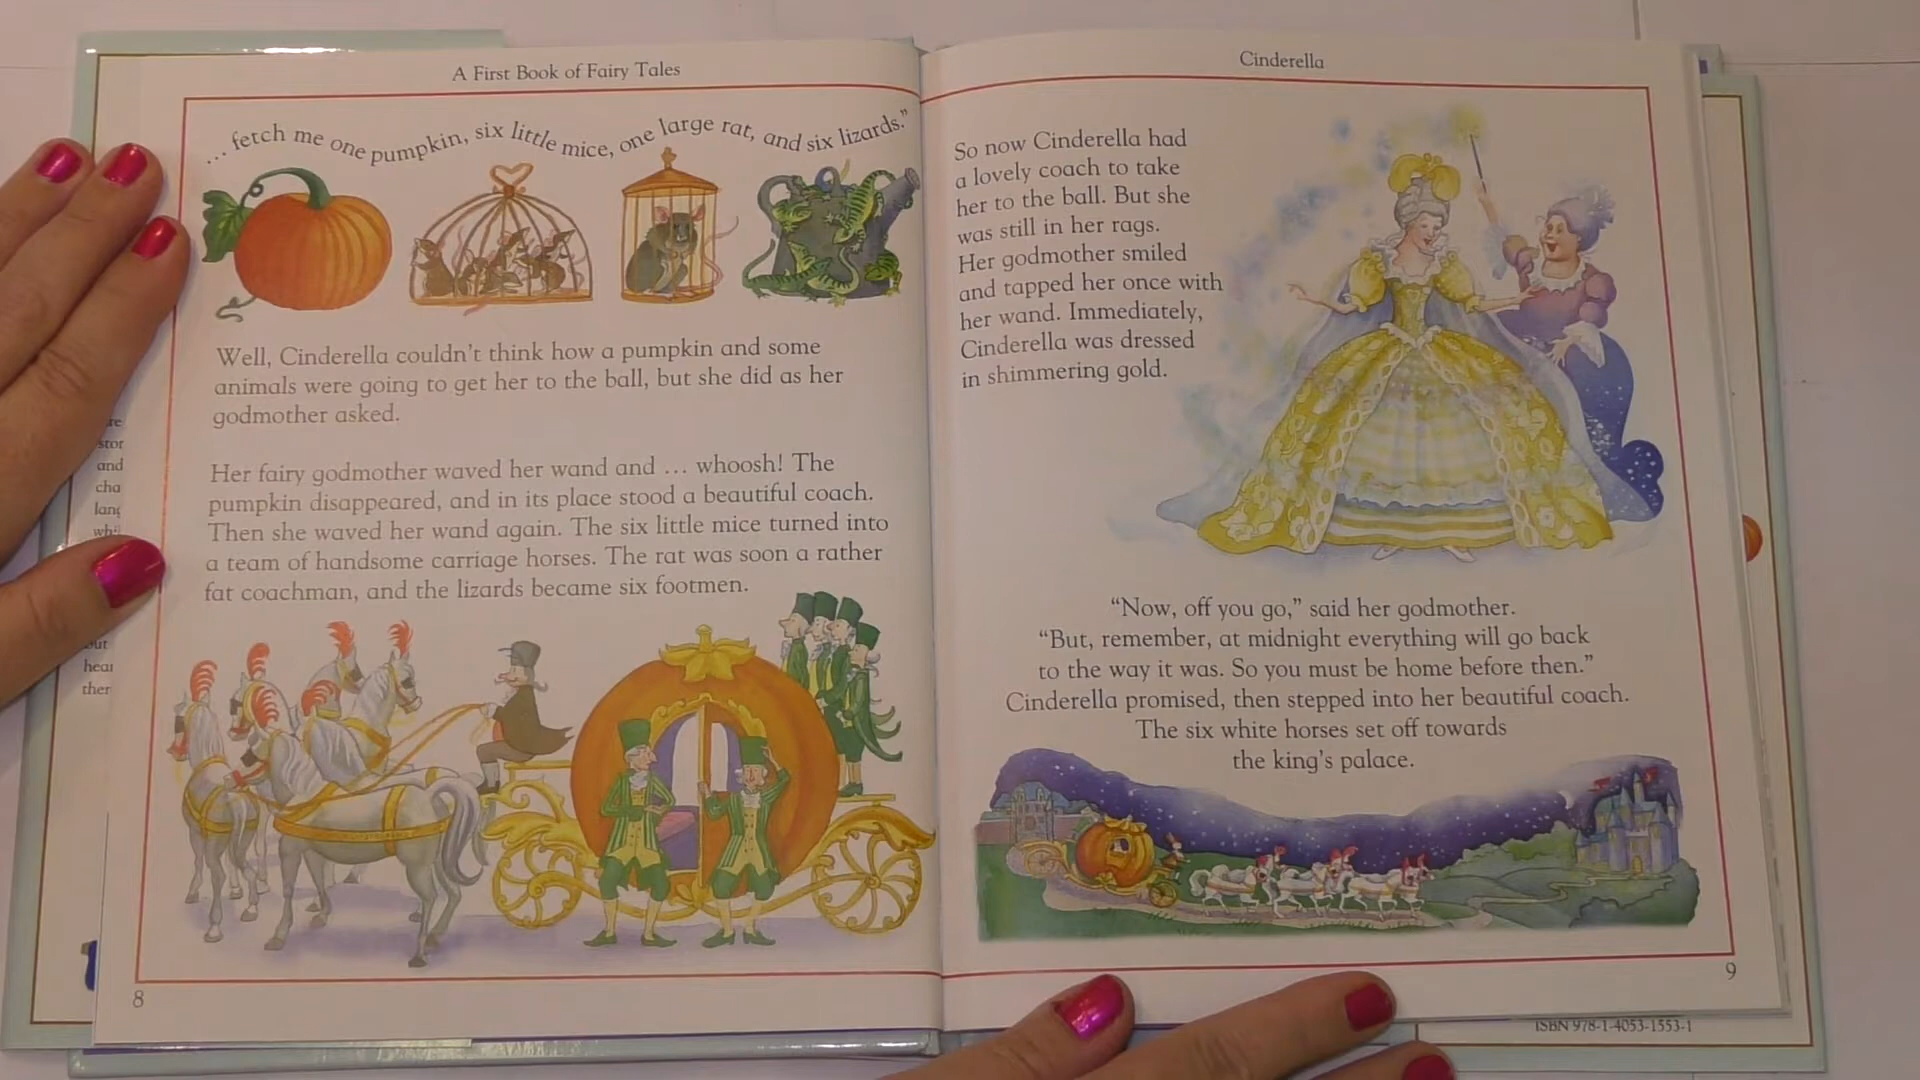 A First Book of Fairy Tales
... fetch me one pumpkin, six little mice, one large rat, and six lizards.”
Well, Cinderella couldn't think how a pumpkin and some
animals were going to get her to the ball, but she did as her
godmother asked.
Her fairy godmother waved her wand and ... whoosh! The
pumpkin disappeared, and in its place stood a beautiful coach.
Then she waved her wand again. The six little mice turned into
a team of handsome carriage horses. The rat was soon a rather
fat coachman, and the lizards became six footmen.
8
stor
and
cha
lang
out
hear
ther
Cinderella
So now Cinderella had
a lovely coach to take
her to the ball. But she
was still in her rags.
Her godmother smiled
and tapped her once with
her wand. Immediately,
Cinderella was dressed
in shimmering gold.
“Now, off you go,” said her godmother.
“But, remember, at midnight everything will go back
to the way it was. So you must be home before then.”
Cinderella promised, then stepped into her beautiful coach.
The six white horses set off towards
the king's palace.
9
ISBN 978-1-4053-1553-1